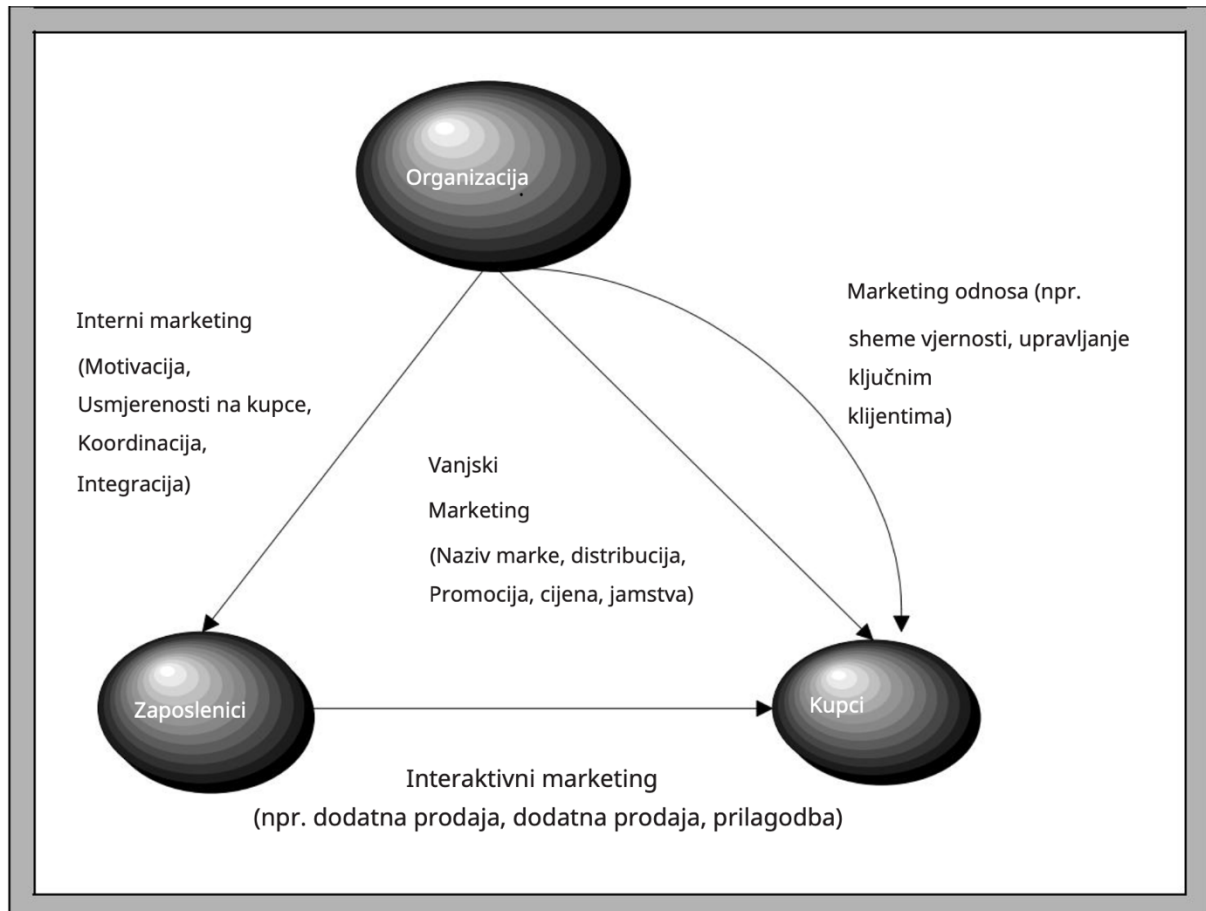 Organizacija
Interni marketing
(Motivacija,
Usmjerenosti na kupce,
Koordinacija,
Integracija)
Marketing odnosa (npr.
sheme vjernosti, upravljanje
ključnim
klijentima)
Vanjski
Marketing
(Naziv marke, distribucija,
Promocija, cijena, jamstva)
Zaposlenici
Kupci
Interaktivni marketing
(npr. dodatna prodaja, dodatna prodaja, prilagodba)